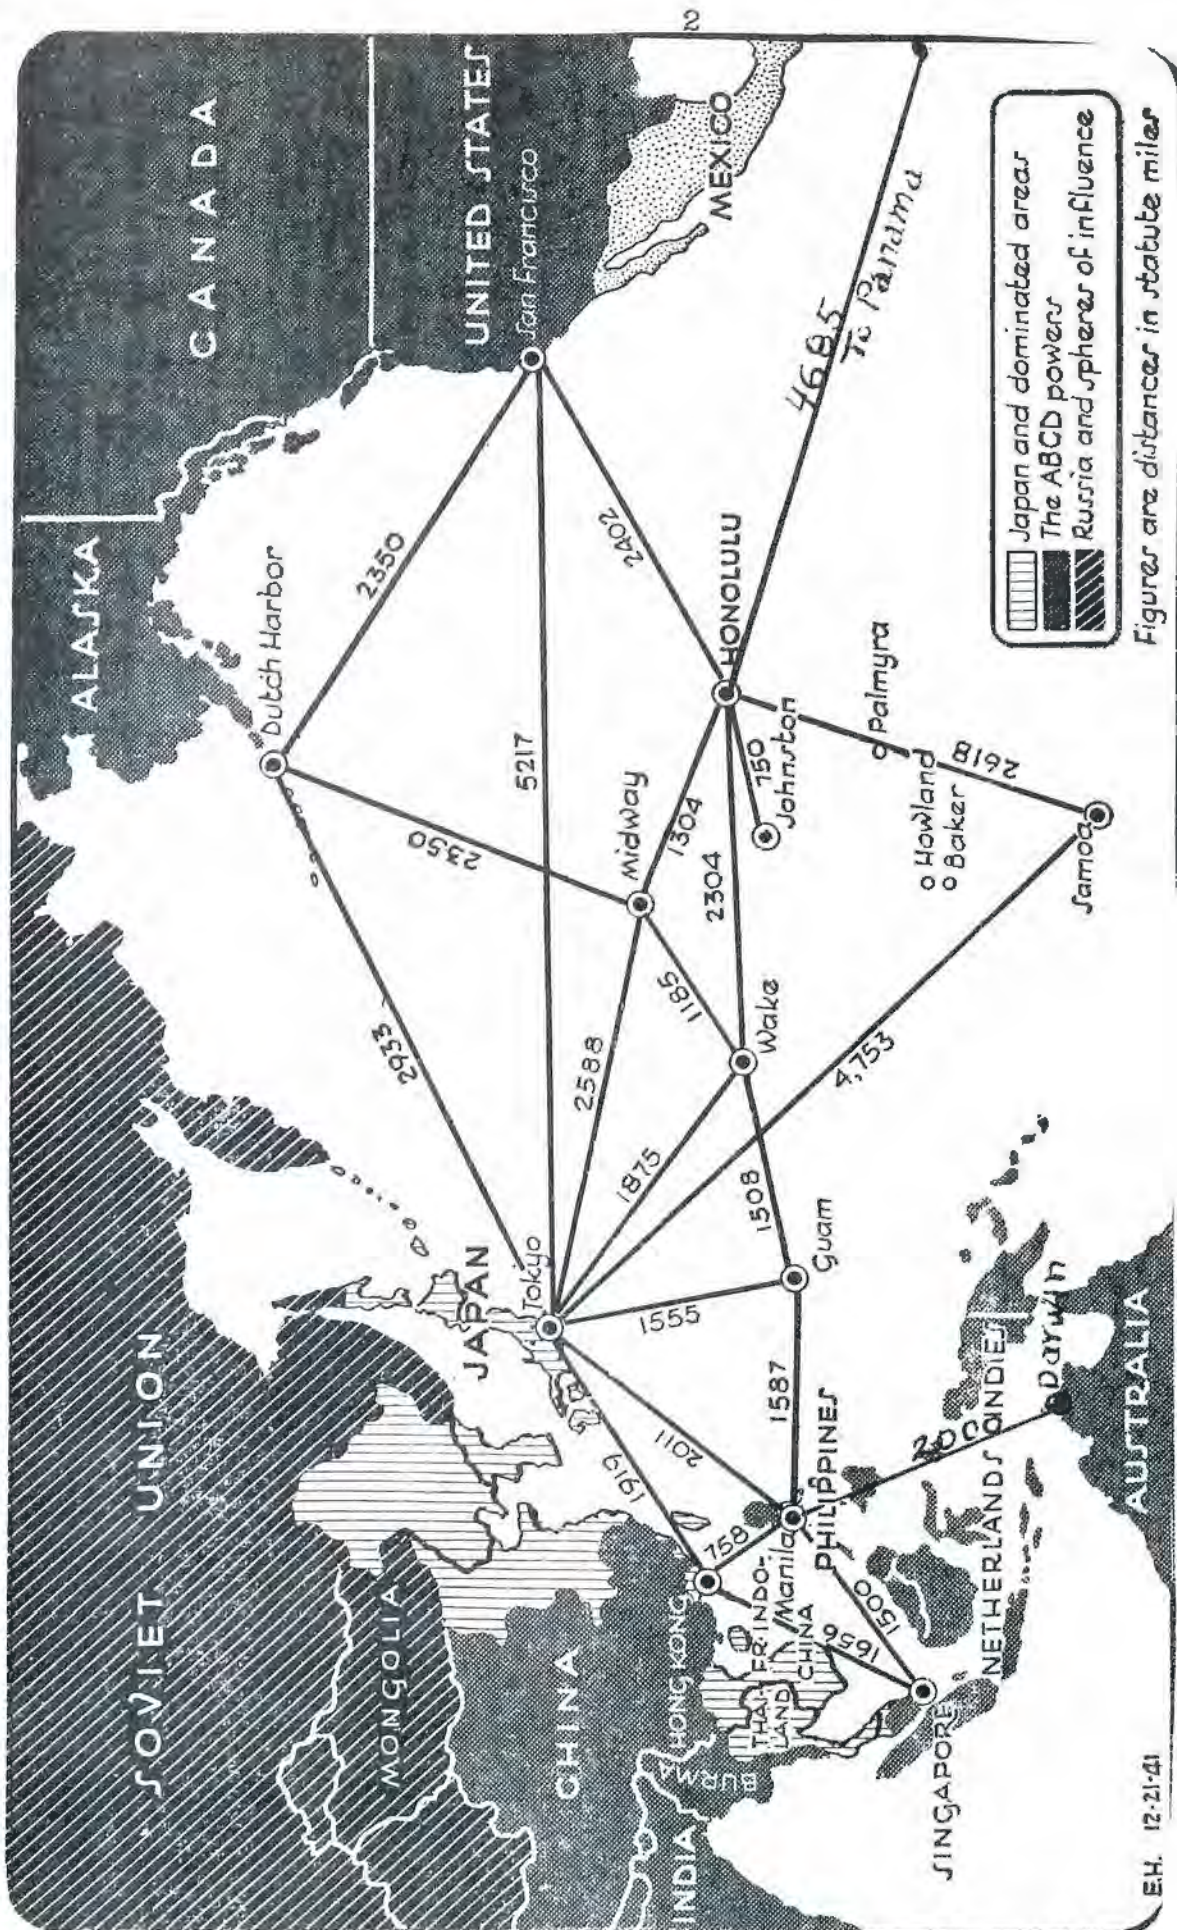 2
SOVIET UNION
ALASKA
CANADA
MONGOLIA
Dutch Harbor
2350
2933
2350
UNITED STATES
San Francisco
JAPAN
Tokyo
5217
CHINA
1919
2011
2588
Midway
2402
MEXICO
HONG KONG
758
1555
1875
1185
1304
HONOLULU
INDIA
BURMA
THAI-
LAND
FR. INDO-
CHINA
Manila
PHILIPPINES
1587
Guam
1508
Wake
2304
750
Johnston
4685
To Panama
1656
1500
SINGAPORE
4,753
Palmyra
Howland
Baker
2618
Samoa
NETHERLANDS INDIES
200
Darwin
AUSTRALIA
Japan and dominated areas
The ABCD powers
Russia and spheres of influence
Figures are distances in statute miles
E.H. 12-21-41